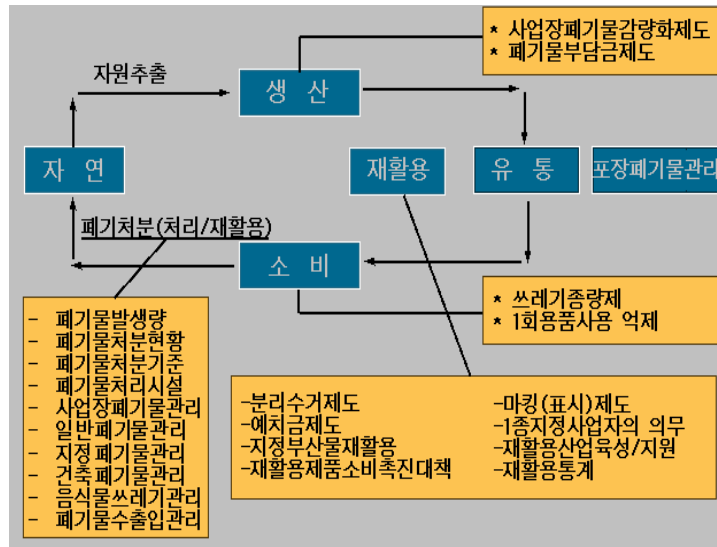 * 사업장폐기물감량화제도
* 폐기물부담금제도
자원추출
생 산
자 연
재활용
유 통
포장폐기물관리
폐기처분(처리/재활용)
소 비
* 쓰레기종량제
* 1회용품사용 억제
- 폐기물발생량
- 폐기물처분현황
- 폐기물처분기준
- 폐기물처리시설
- 사업장폐기물관리
- 일반폐기물관리
- 지정폐기물관리
- 건축폐기물관리
- 음식물쓰레기관리
- 폐기물수출입관리
-분리수거제도
-예치금제도
-지정부산물재활용
-재활용제품소비촉진대책
-마킹(표시)제도
-1종지정사업자의 의무
-재활용산업육성/지원
-재활용통계